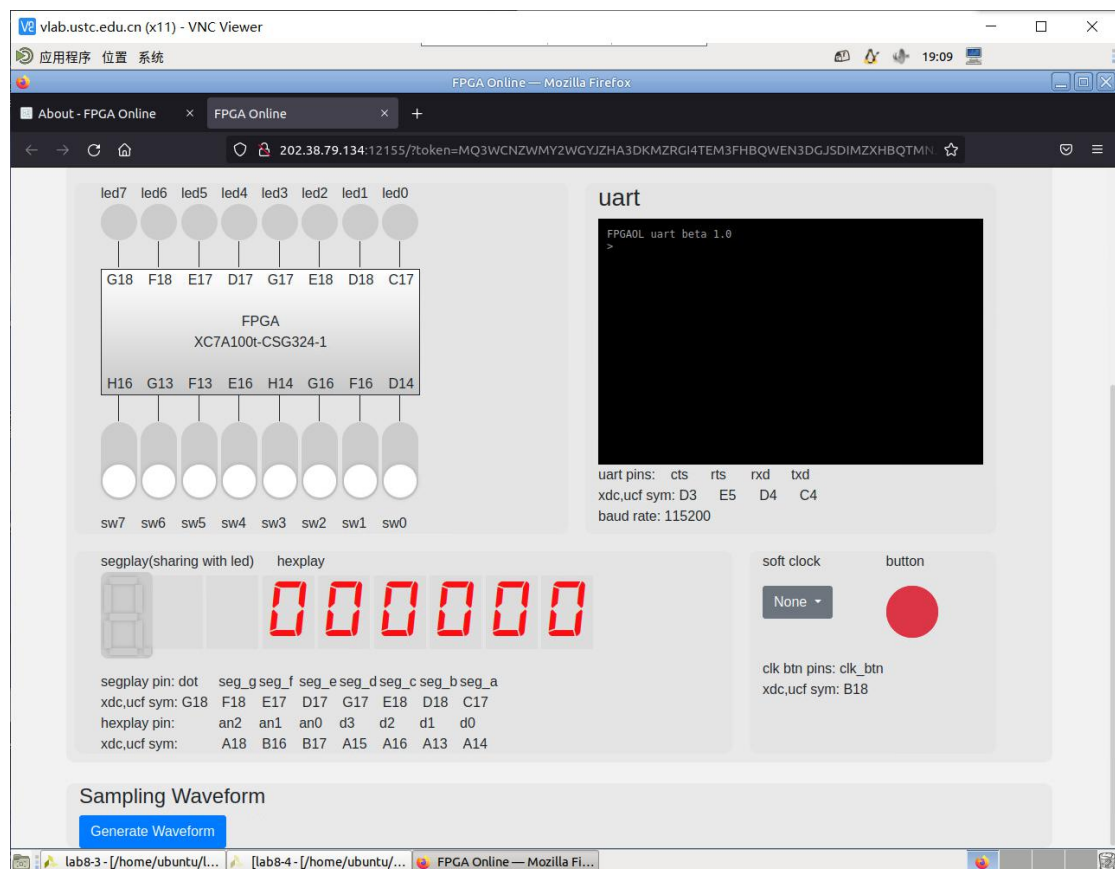 vlab.ustc.edu.cn (x11) - VNC Viewer
应用程序 位置 系统 19:09
FPGA Online — Mozilla Firefox
About - FPGA Online × FPGA Online × +
202.38.79.134:12155/?token=MQ3WCNZWMY2WGYJZHA3DKMZRGI4TEM3FHBQWEN3DGJSDIMZXHBQTMN
led7 led6 led5 led4 led3 led2 led1 led0
G18 F18 E17 D17 G17 E18 D18 C17
FPGA
XC7A100t-CSG324-1
H16 G13 F13 E16 H14 G16 F16 D14
sw7 sw6 sw5 sw4 sw3 sw2 sw1 sw0
uart
FPGAOL uart beta 1.0
>
uart pins: cts rts rxd txd
xdc,ucf sym: D3 E5 D4 C4
baud rate: 115200
segplay(sharing with led) hexplay
000000
segplay pin: dot seg_g seg_f seg_e seg_d seg_c seg_b seg_a
xdc,ucf sym: G18 F18 E17 D17 G17 E18 D18 C17
hexplay pin: an2 an1 an0 d3 d2 d1 d0
xdc,ucf sym: A18 B16 B17 A15 A16 A13 A14
soft clock button
None
clk btn pins: clk_btn
xdc,ucf sym: B18
Sampling Waveform
Generate Waveform
lab8-3 - [/home/ubuntu/l... [lab8-4 - [/home/ubuntu/... FPGA Online — Mozilla Fi...